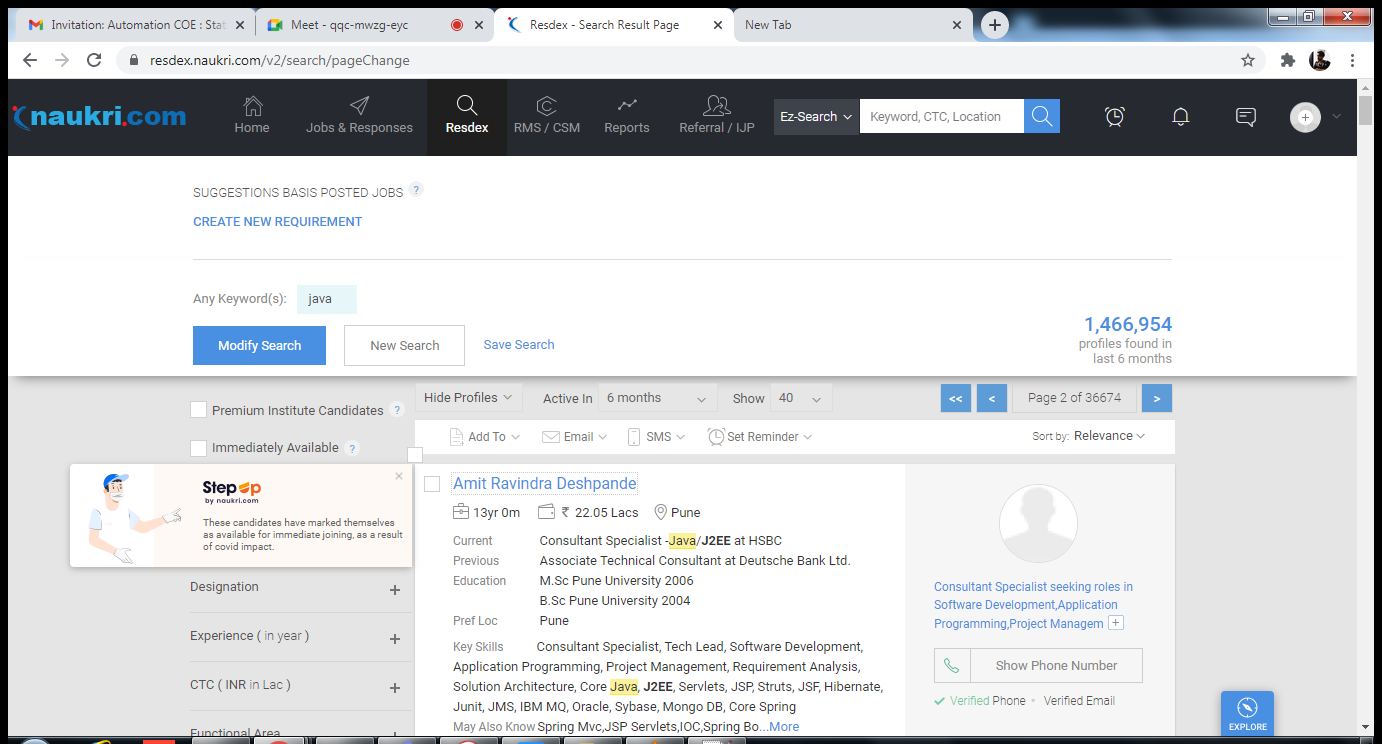 Invitation: Automation COE : Stat
Meet - qqc-mwzg-eyc
Resdex - Search Result Page
New Tab
resdex.naukri.com/v2/search/pageChange
naukri.com
Home
Jobs & Responses
Resdex
RMS / CSM
Reports
Referral / IJP
Ez-Search
Keyword, CTC, Location
SUGGESTIONS BASIS POSTED JOBS ?
CREATE NEW REQUIREMENT
Any Keyword(s): java
Modify Search
New Search
Save Search
1,466,954
profiles found in
last 6 months
Premium Institute Candidates ?
Immediately Available ?
Hide Profiles
Active In 6 months
Show 40
<< < Page 2 of 36674 >
Add To
Email
SMS
Set Reminder
Sort by: Relevance
Step Up
by naukri.com
These candidates have marked themselves
as available for immediate joining, as a result
of covid impact.
Designation +
Experience ( in year ) +
CTC ( INR in Lac ) +
Functional Area
Amit Ravindra Deshpande
13yr 0m ₹ 22.05 Lacs Pune
Current Consultant Specialist -Java/J2EE at HSBC
Previous Associate Technical Consultant at Deutsche Bank Ltd.
Education M.Sc Pune University 2006
B.Sc Pune University 2004
Pref Loc Pune
Key Skills Consultant Specialist, Tech Lead, Software Development,
Application Programming, Project Management, Requirement Analysis,
Solution Architecture, Core Java, J2EE, Servlets, JSP, Struts, JSF, Hibernate,
Junit, JMS, IBM MQ, Oracle, Sybase, Mongo DB, Core Spring
May Also Know Spring Mvc,JSP Servlets,IOC,Spring Bo...More
Consultant Specialist seeking roles in
Software Development,Application
Programming,Project Managem +
Show Phone Number
Verified Phone • Verified Email
EXPLORE